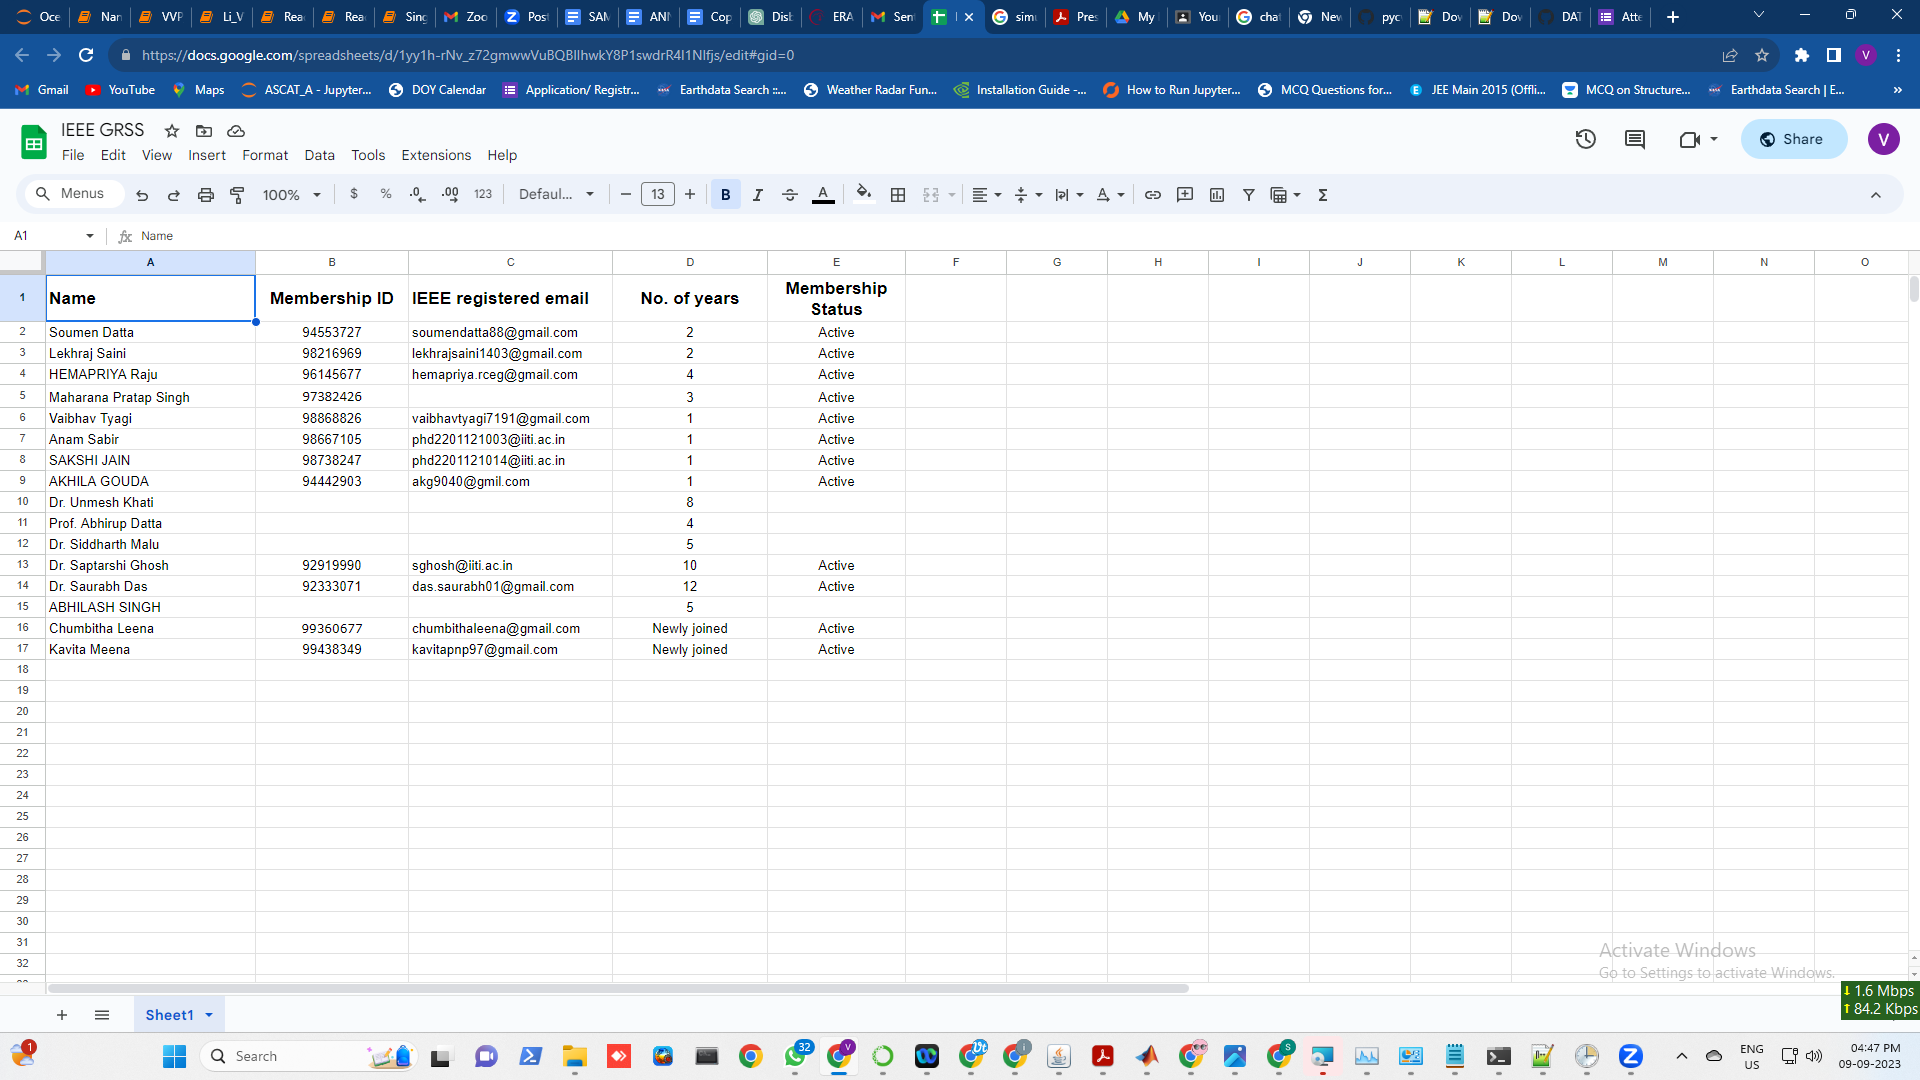 Oce Nar VVP Li_V Rea Rea Sing Zoo Post SAM ANI Cop Dist ERA Sent I sim Pres My You chat New pyc Dov Dov DAT Atte
https://docs.google.com/spreadsheets/d/1yy1h-rNv_z72gmwwVuBQBIlhwkY8P1swdrR4I1NIfjs/edit#gid=0
Gmail YouTube Maps ASCAT_A - Jupyter... DOY Calendar Application/ Registr... Earthdata Search ::... Weather Radar Fun... Installation Guide -... How to Run Jupyter... MCQ Questions for... JEE Main 2015 (Offli... MCQ on Structure... Earthdata Search | E... »
IEEE GRSS
File Edit View Insert Format Data Tools Extensions Help
Share V
Menus 100% $ % .0 .00 123 Defaul... − 13 + B I A Σ
A1 fx Name
A B C D E F G H I J K L M N O
1 Name Membership ID IEEE registered email No. of years Membership Status
2 Soumen Datta 94553727 soumendatta88@gmail.com 2 Active
3 Lekhraj Saini 98216969 lekhrajsaini1403@gmail.com 2 Active
4 HEMAPRIYA Raju 96145677 hemapriya.rceg@gmail.com 4 Active
5 Maharana Pratap Singh 97382426 3 Active
6 Vaibhav Tyagi 98868826 vaibhavtyagi7191@gmail.com 1 Active
7 Anam Sabir 98667105 phd2201121003@iiti.ac.in 1 Active
8 SAKSHI JAIN 98738247 phd2201121014@iiti.ac.in 1 Active
9 AKHILA GOUDA 94442903 akg9040@gmil.com 1 Active
10 Dr. Unmesh Khati 8
11 Prof. Abhirup Datta 4
12 Dr. Siddharth Malu 5
13 Dr. Saptarshi Ghosh 92919990 sghosh@iiti.ac.in 10 Active
14 Dr. Saurabh Das 92333071 das.saurabh01@gmail.com 12 Active
15 ABHILASH SINGH 5
16 Chumbitha Leena 99360677 chumbithaleena@gmail.com Newly joined Active
17 Kavita Meena 99438349 kavitapnp97@gmail.com Newly joined Active
18
19
20
21
22
23
24
25
26
27
28
29
30
31
32
Activate Windows
Go to Settings to activate Windows.
1.6 Mbps
84.2 Kbps
Sheet1
1 Search 32 V ENG US 04:47 PM
09-09-2023